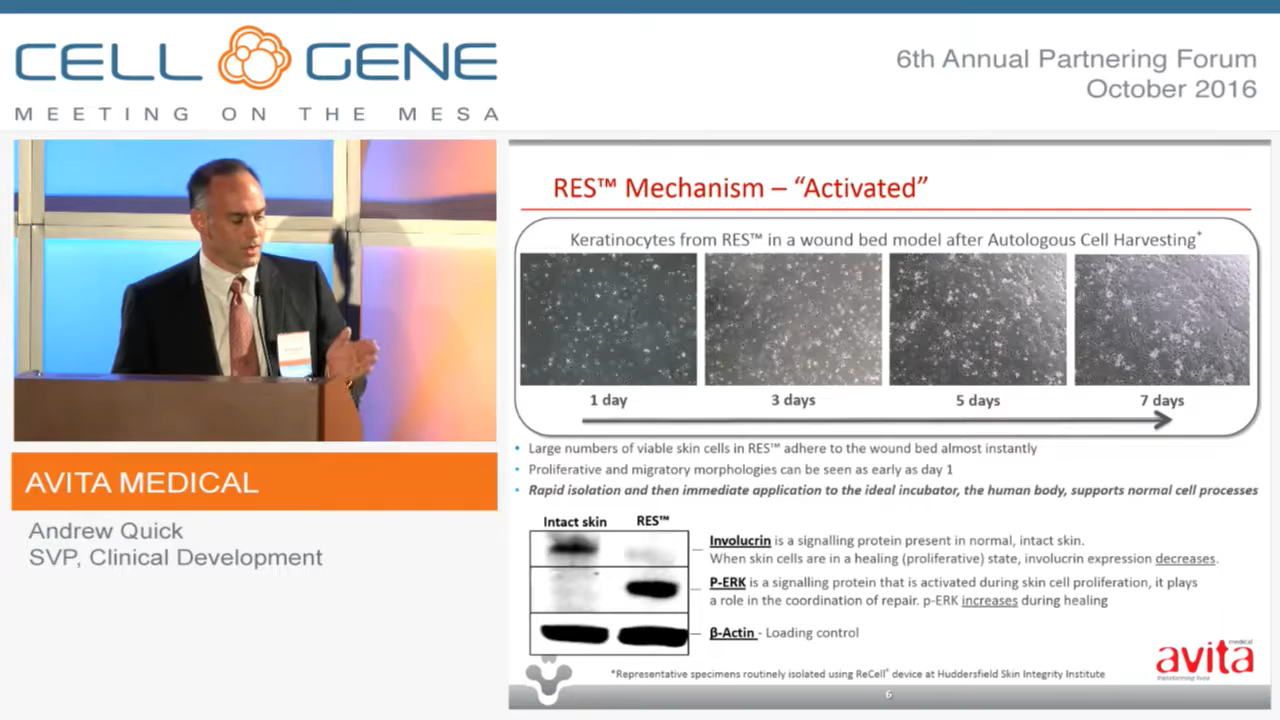 CELL GENE
MEETING ON THE MESA
6th Annual Partnering Forum
October 2016
AVITA MEDICAL
Andrew Quick
SVP, Clinical Development
RES™ Mechanism – “Activated”
Keratinocytes from RES™ in a wound bed model after Autologous Cell Harvesting*
1 day 3 days 5 days 7 days
• Large numbers of viable skin cells in RES™ adhere to the wound bed almost instantly
• Proliferative and migratory morphologies can be seen as early as day 1
• Rapid isolation and then immediate application to the ideal incubator, the human body, supports normal cell processes
Intact skin RES™
Involucrin is a signalling protein present in normal, intact skin.
When skin cells are in a healing (proliferative) state, involucrin expression decreases.
P-ERK is a signalling protein that is activated during skin cell proliferation, it plays
a role in the coordination of repair. p-ERK increases during healing
β-Actin - Loading control
*Representative specimens routinely isolated using ReCell® device at Huddersfield Skin Integrity Institute
avita
medical
transforming lives
6